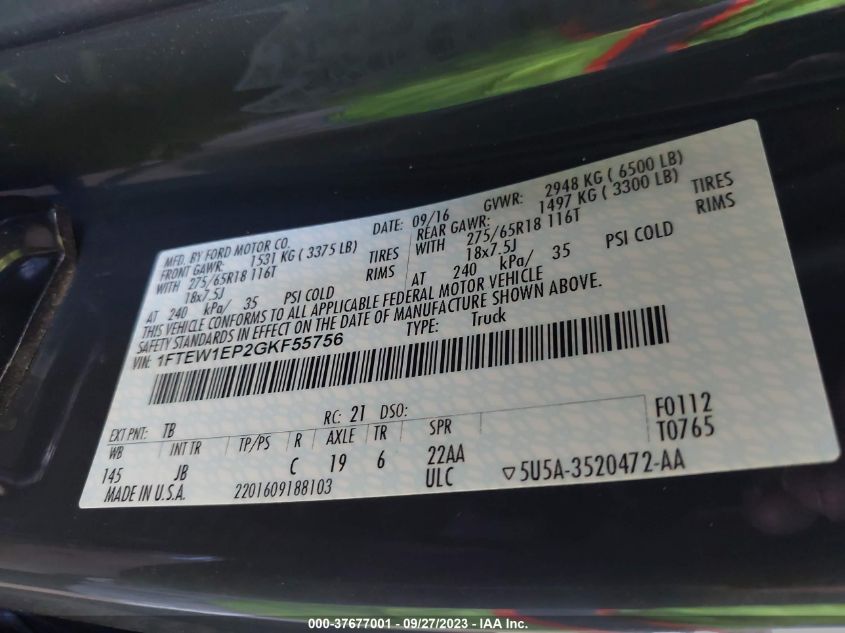 MFD. BY FORD MOTOR CO.
DATE: 09/16 GVWR: 2948 KG ( 6500 LB)
FRONT GAWR: 1531 KG ( 3375 LB) REAR GAWR: 1497 KG ( 3300 LB)
WITH 275/65R18 116T TIRES WITH 275/65R18 116T TIRES
18x7.5J RIMS 18x7.5J RIMS
AT 240 kPa/ 35 PSI COLD AT 240 kPa/ 35 PSI COLD
THIS VEHICLE CONFORMS TO ALL APPLICABLE FEDERAL MOTOR VEHICLE
SAFETY STANDARDS IN EFFECT ON THE DATE OF MANUFACTURE SHOWN ABOVE.
VIN: 1FTEW1EP2GKF55756 TYPE: Truck
EXT PNT: TB RC: 21 DSO:
WB INT TR TP/PS R AXLE TR SPR F0112
145 JB C 19 6 22AA T0765
MADE IN U.S.A. 2201609188103 ULC ▽5U5A-3520472-AA
000-37677001 - 09/27/2023 - IAA Inc.